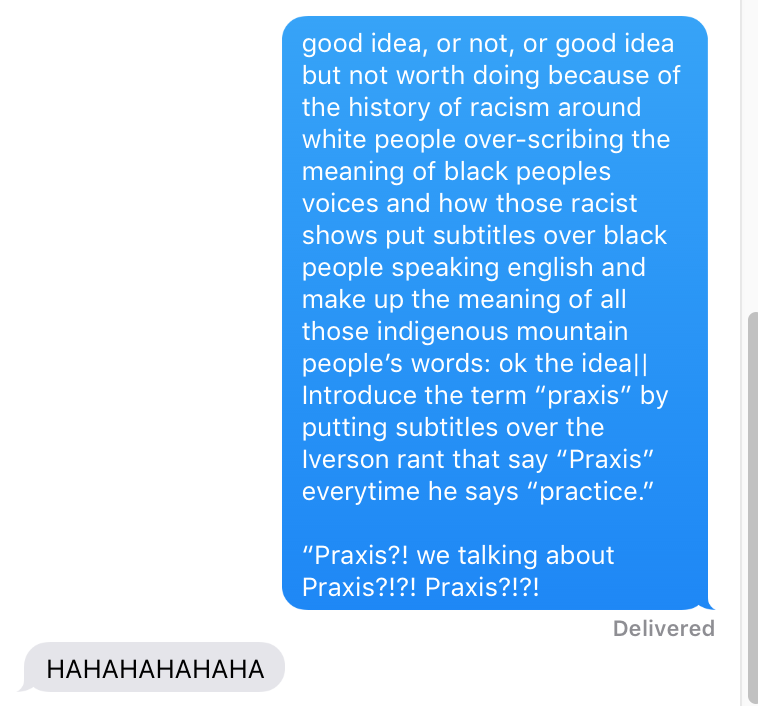 good idea, or not, or good idea
but not worth doing because of
the history of racism around
white people over-scribing the
meaning of black peoples
voices and how those racist
shows put subtitles over black
people speaking english and
make up the meaning of all
those indigenous mountain
people’s words: ok the idea||
Introduce the term “praxis” by
putting subtitles over the
Iverson rant that say “Praxis”
everytime he says “practice.”

“Praxis?! we talking about
Praxis?!?! Praxis?!?!
Delivered
HAHAHAHAHAHA